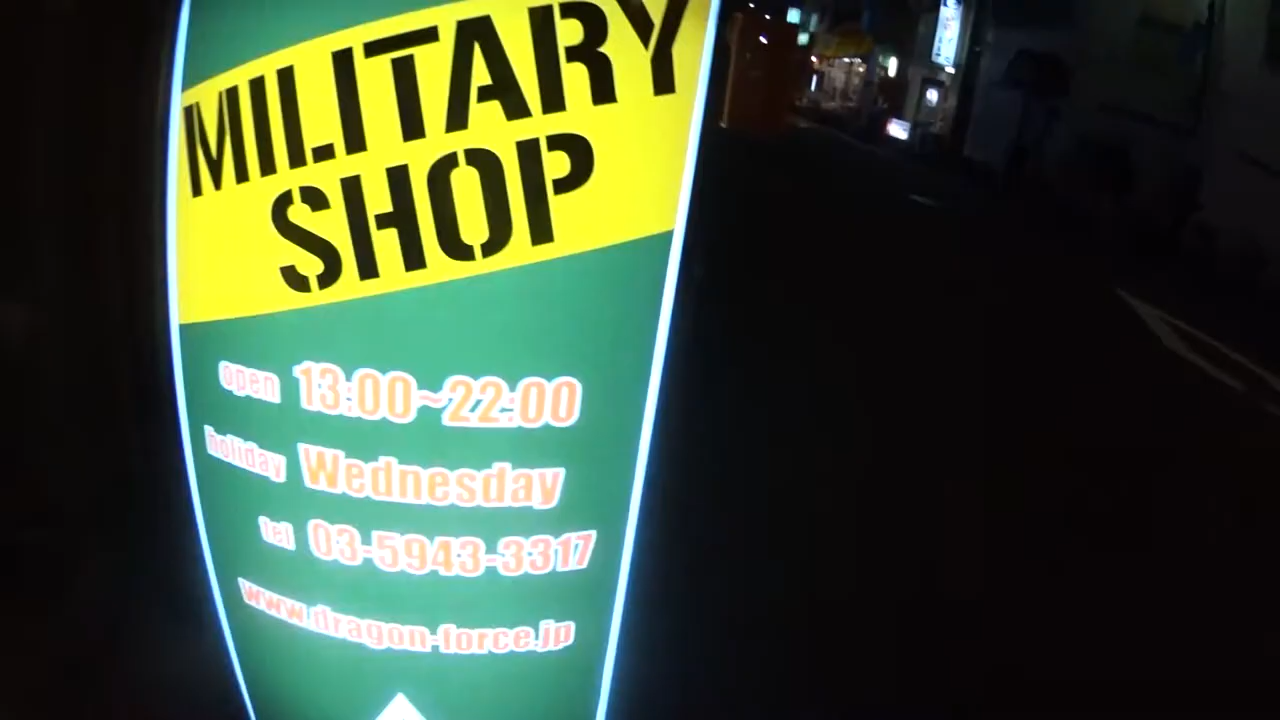 MILITARY
SHOP
open 13:00~22:00
holiday Wednesday
tel 03-5943-3317
www.dragon-force.jp